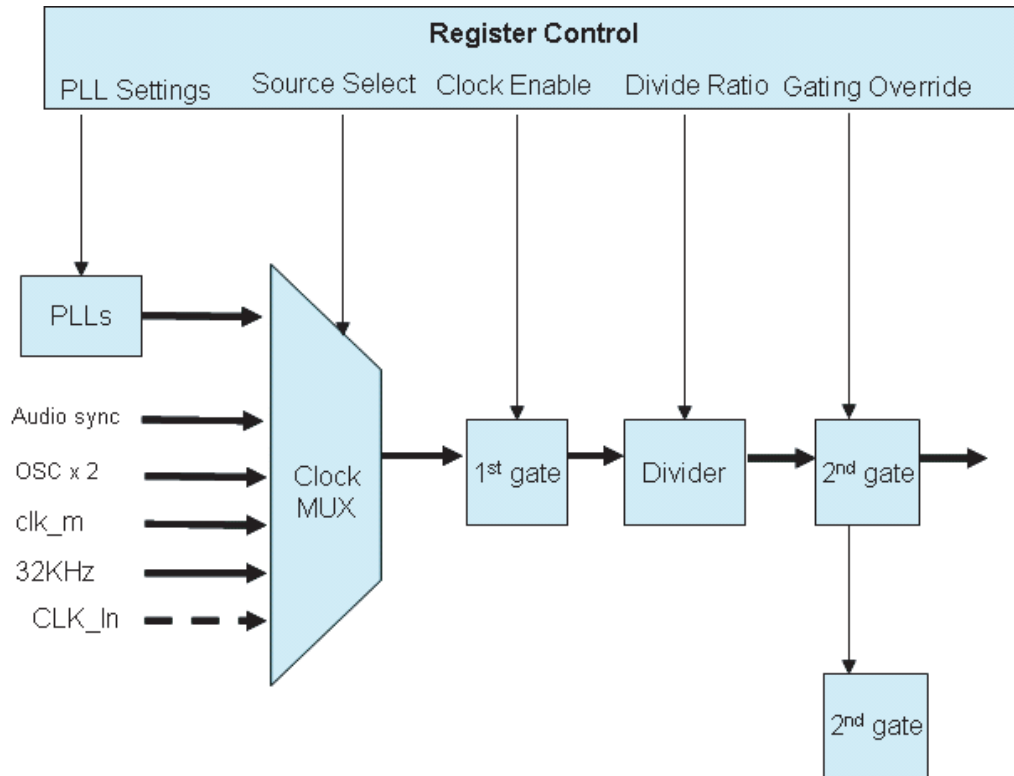 Register Control
PLL Settings
Source Select
Clock Enable
Divide Ratio
Gating Override
PLLs
Audio sync
OSC x 2
clk_m
32KHz
CLK_In
Clock
MUX
1st gate
Divider
2nd gate
2nd gate